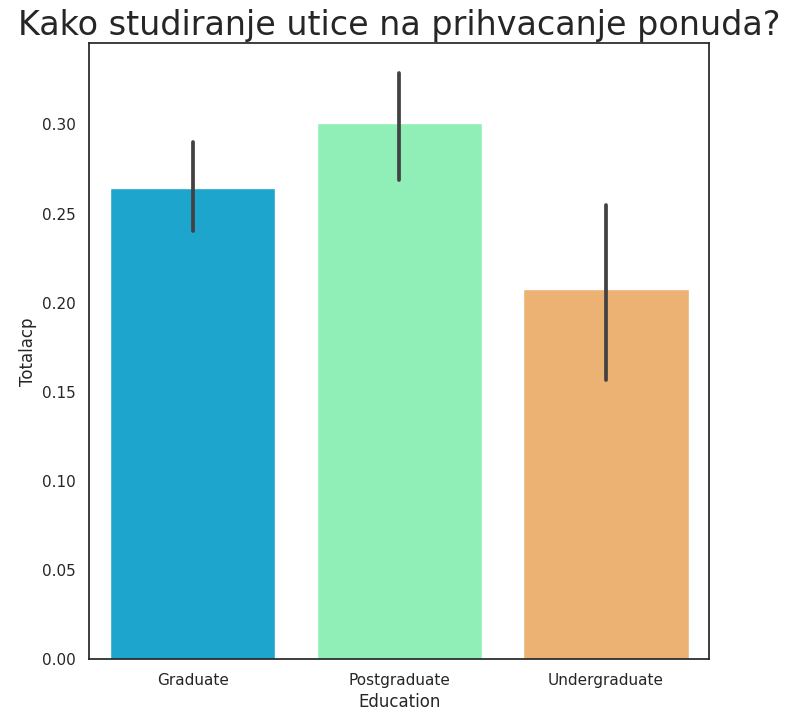 Kako studiranje utice na prihvacanje ponuda?
Totalacp
0.30
0.25
0.20
0.15
0.10
0.05
0.00
Graduate Postgraduate Undergraduate
Education